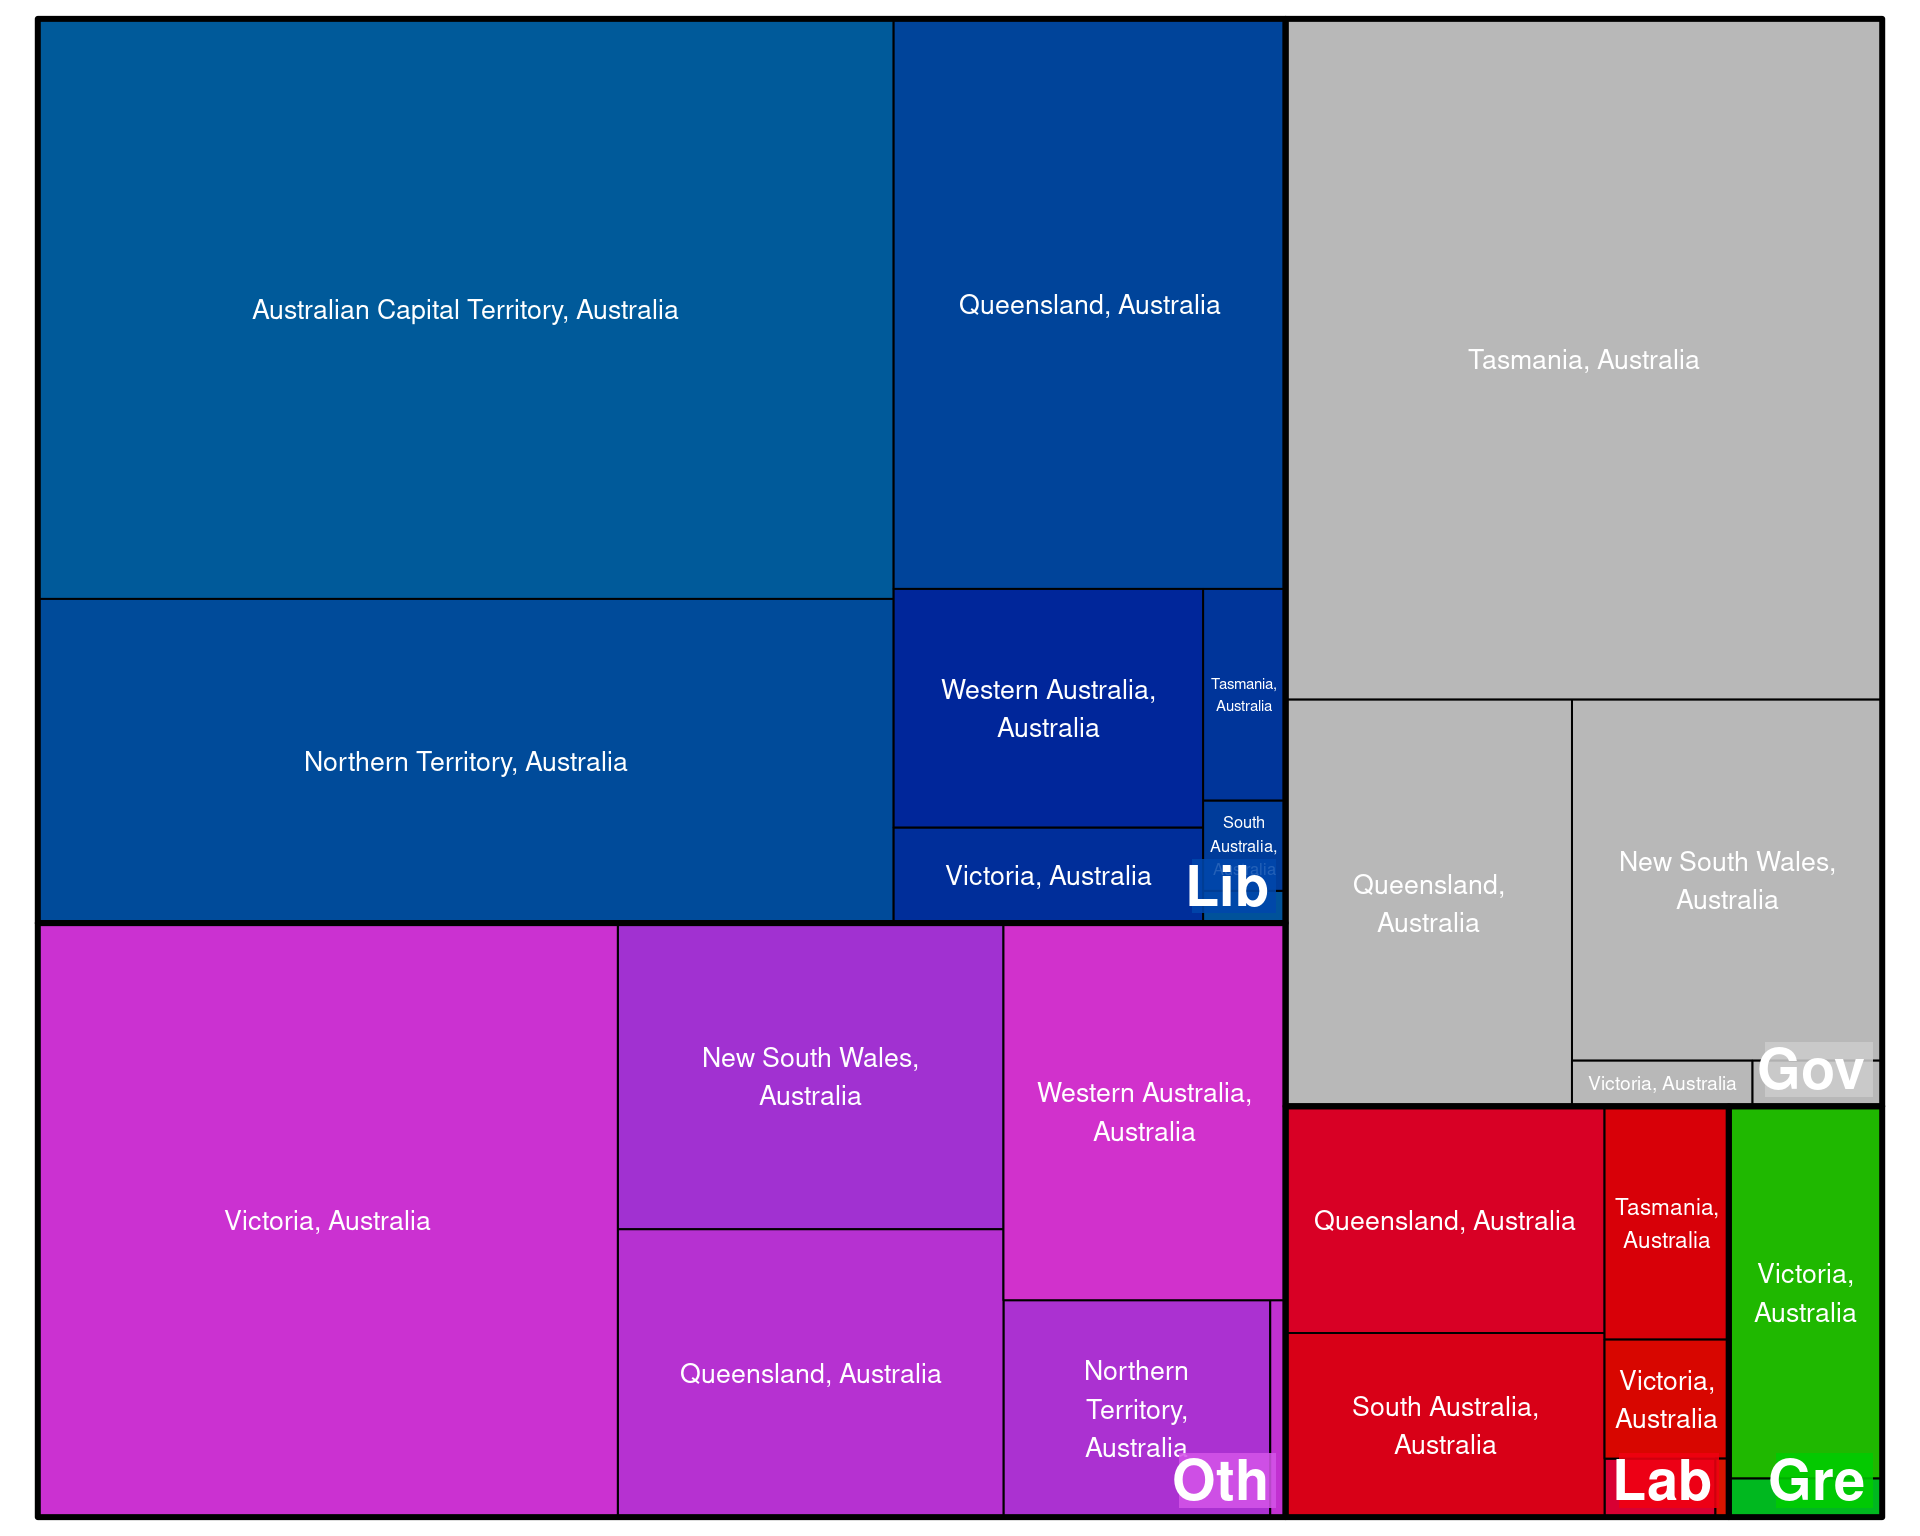 Australian Capital Territory, Australia
Northern Territory, Australia
Queensland, Australia
Western Australia,
Australia
Tasmania,
Australia
South
Australia,
Australia
Victoria, Australia
Lib
Tasmania, Australia
Queensland,
Australia
New South Wales,
Australia
Victoria, Australia
Gov
Victoria, Australia
New South Wales,
Australia
Queensland, Australia
Western Australia,
Australia
Northern
Territory,
Australia
Oth
Queensland, Australia
South Australia,
Australia
Tasmania,
Australia
Victoria,
Australia
Lab
Victoria,
Australia
Gre